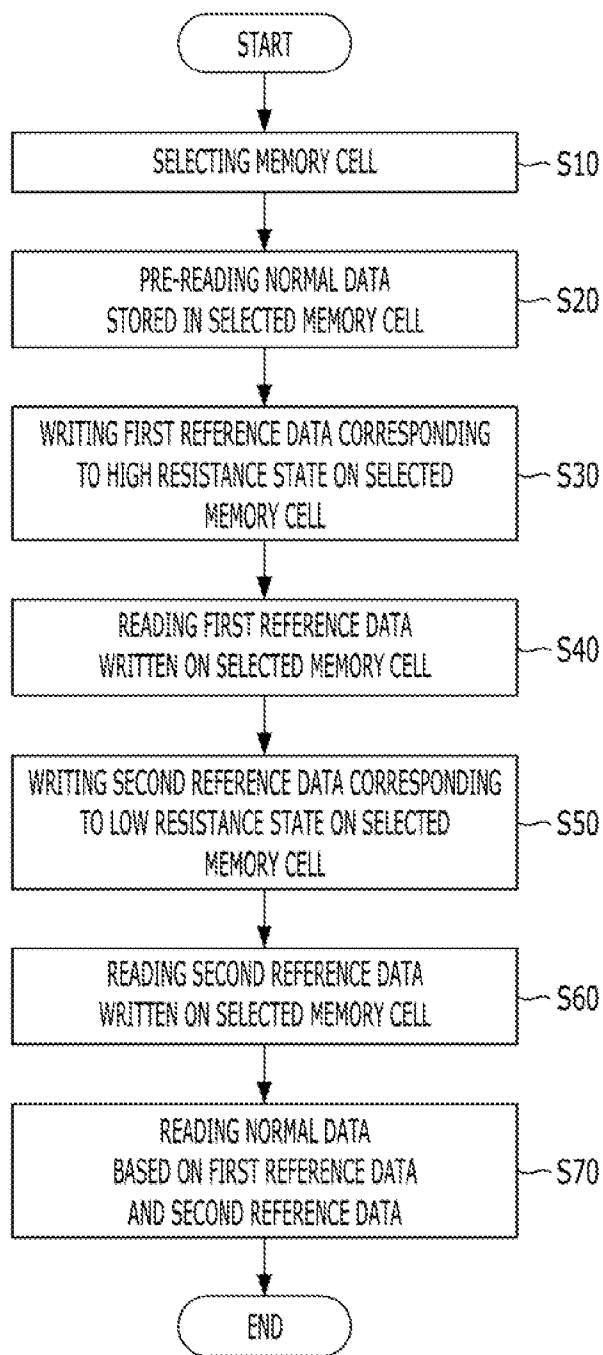 START
SELECTING MEMORY CELL
S10
PRE-READING NORMAL DATA
STORED IN SELECTED MEMORY CELL
S20
WRITING FIRST REFERENCE DATA CORRESPONDING
TO HIGH RESISTANCE STATE ON SELECTED
MEMORY CELL
S30
READING FIRST REFERENCE DATA
WRITTEN ON SELECTED MEMORY CELL
S40
WRITING SECOND REFERENCE DATA CORRESPONDING
TO LOW RESISTANCE STATE ON SELECTED
MEMORY CELL
S50
READING SECOND REFERENCE DATA
WRITTEN ON SELECTED MEMORY CELL
S60
READING NORMAL DATA
BASED ON FIRST REFERENCE DATA
AND SECOND REFERENCE DATA
S70
END